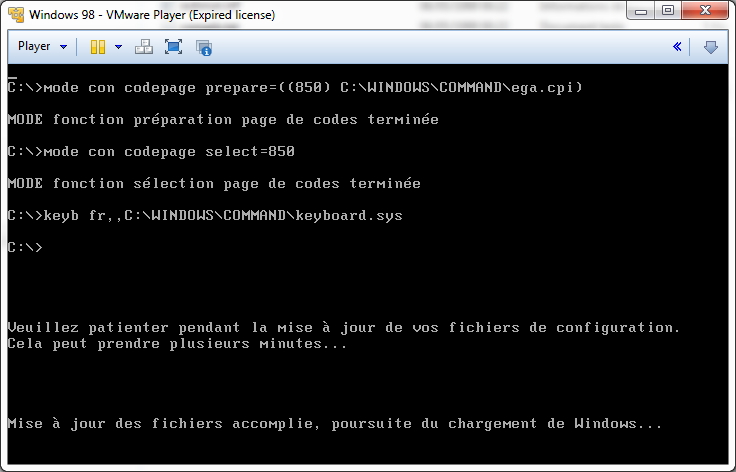 Windows 98 - VMware Player (Expired license)
Player
C:\>mode con codepage prepare=((850) C:\WINDOWS\COMMAND\ega.cpi)
MODE fonction préparation page de codes terminée
C:\>mode con codepage select=850
MODE fonction sélection page de codes terminée
C:\>keyb fr,,C:\WINDOWS\COMMAND\keyboard.sys
C:\>
Veuillez patienter pendant la mise à jour de vos fichiers de configuration.
Cela peut prendre plusieurs minutes...
Mise à jour des fichiers accomplie, poursuite du chargement de Windows...